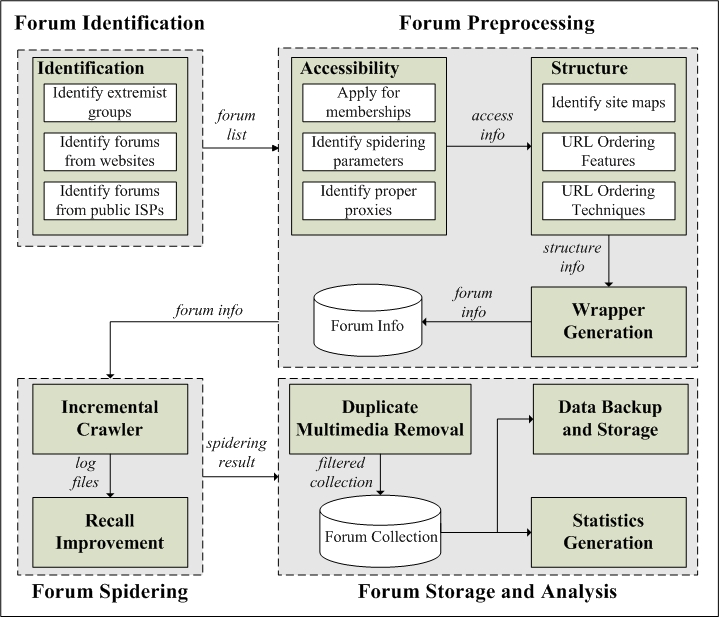 Forum Identification
Forum Preprocessing
Identification
Identify extremist
groups
Identify forums
from websites
Identify forums
from public ISPs
forum
list
Accessibility
Apply for
memberships
Identify spidering
parameters
Identify proper
proxies
access
info
Structure
Identify site maps
URL Ordering
Features
URL Ordering
Techniques
structure
info
Wrapper
Generation
forum
info
Forum Info
forum info
Incremental
Crawler
log
files
Recall
Improvement
spidering
result
Duplicate
Multimedia Removal
filtered
collection
Forum Collection
Data Backup
and Storage
Statistics
Generation
Forum Spidering
Forum Storage and Analysis